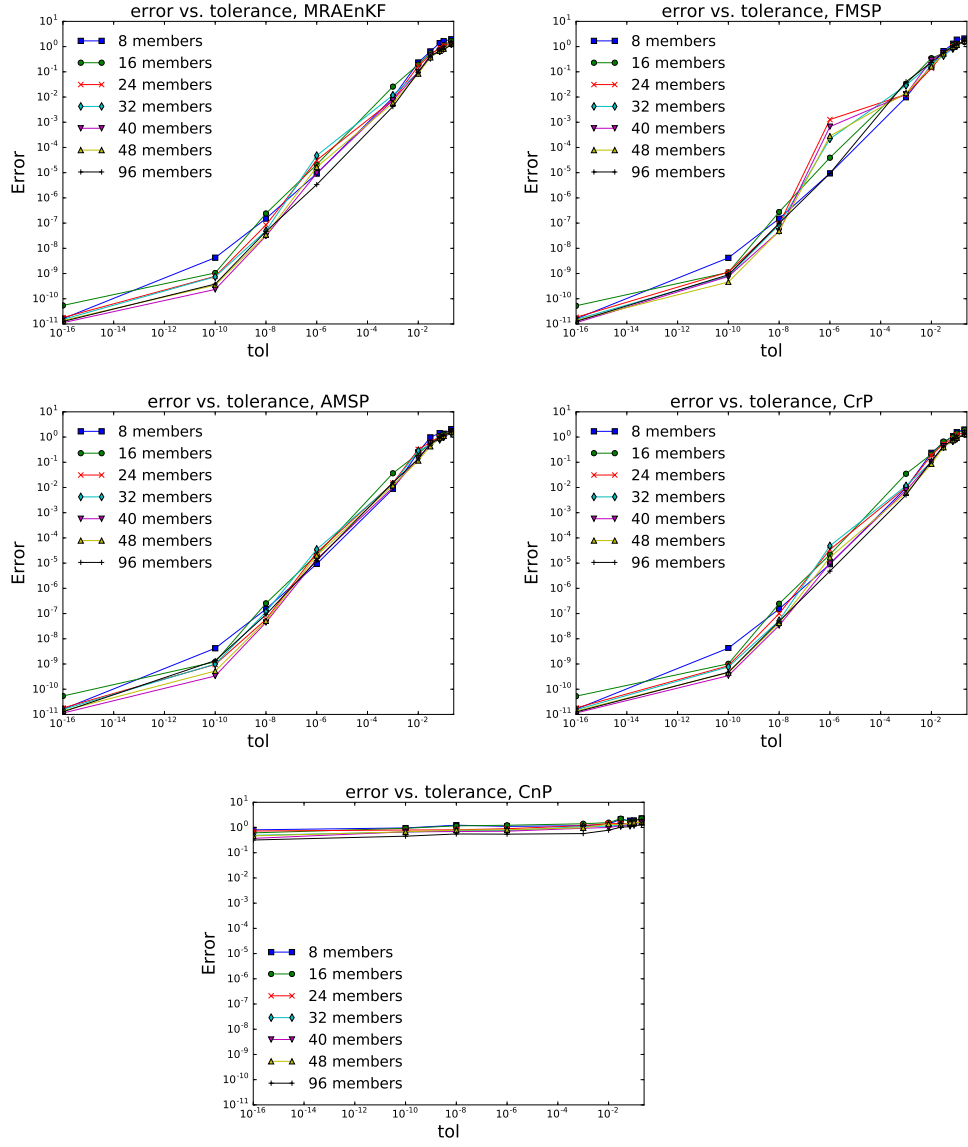 error vs. tolerance, MRAEnKF
10^1
10^0
10^-1
10^-2
10^-3
10^-4
10^-5
10^-6
10^-7
10^-8
10^-9
10^-10
10^-11
Error
8 members
16 members
24 members
32 members
40 members
48 members
96 members
10^-16 10^-14 10^-12 10^-10 10^-8 10^-6 10^-4 10^-2
tol
error vs. tolerance, FMSP
10^1
10^0
10^-1
10^-2
10^-3
10^-4
10^-5
10^-6
10^-7
10^-8
10^-9
10^-10
10^-11
Error
8 members
16 members
24 members
32 members
40 members
48 members
96 members
10^-16 10^-14 10^-12 10^-10 10^-8 10^-6 10^-4 10^-2
tol
error vs. tolerance, AMSP
10^1
10^0
10^-1
10^-2
10^-3
10^-4
10^-5
10^-6
10^-7
10^-8
10^-9
10^-10
10^-11
Error
8 members
16 members
24 members
32 members
40 members
48 members
96 members
10^-16 10^-14 10^-12 10^-10 10^-8 10^-6 10^-4 10^-2
tol
error vs. tolerance, CrP
10^1
10^0
10^-1
10^-2
10^-3
10^-4
10^-5
10^-6
10^-7
10^-8
10^-9
10^-10
10^-11
Error
8 members
16 members
24 members
32 members
40 members
48 members
96 members
10^-16 10^-14 10^-12 10^-10 10^-8 10^-6 10^-4 10^-2
tol
error vs. tolerance, CnP
10^1
10^0
10^-1
10^-2
10^-3
10^-4
10^-5
10^-6
10^-7
10^-8
10^-9
10^-10
10^-11
Error
8 members
16 members
24 members
32 members
40 members
48 members
96 members
10^-16 10^-14 10^-12 10^-10 10^-8 10^-6 10^-4 10^-2
tol